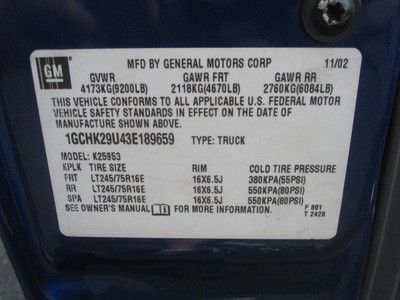 GM
MFD BY GENERAL MOTORS CORP 11/02
GVWR GAWR FRT GAWR RR
4173KG(9200LB) 2118KG(4670LB) 2760KG(6084LB)
THIS VEHICLE CONFORMS TO ALL APPLICABLE U.S. FEDERAL MOTOR
VEHICLE SAFETY STANDARDS IN EFFECT ON THE DATE OF
MANUFACTURE SHOWN ABOVE.
1GCHK29U43E189659 TYPE: TRUCK
MODEL: K25953
KPLK TIRE SIZE RIM COLD TIRE PRESSURE
FRT LT245/75R16E 16X6.5J 380KPA(55PSI)
RR LT245/75R16E 16X6.5J 550KPA(80PSI)
SPA LT245/75R16E 16X6.5J 550KPA(80PSI)
SEE OWNER'S MANUAL FOR MORE INFORMATION.
F 801
T 2428